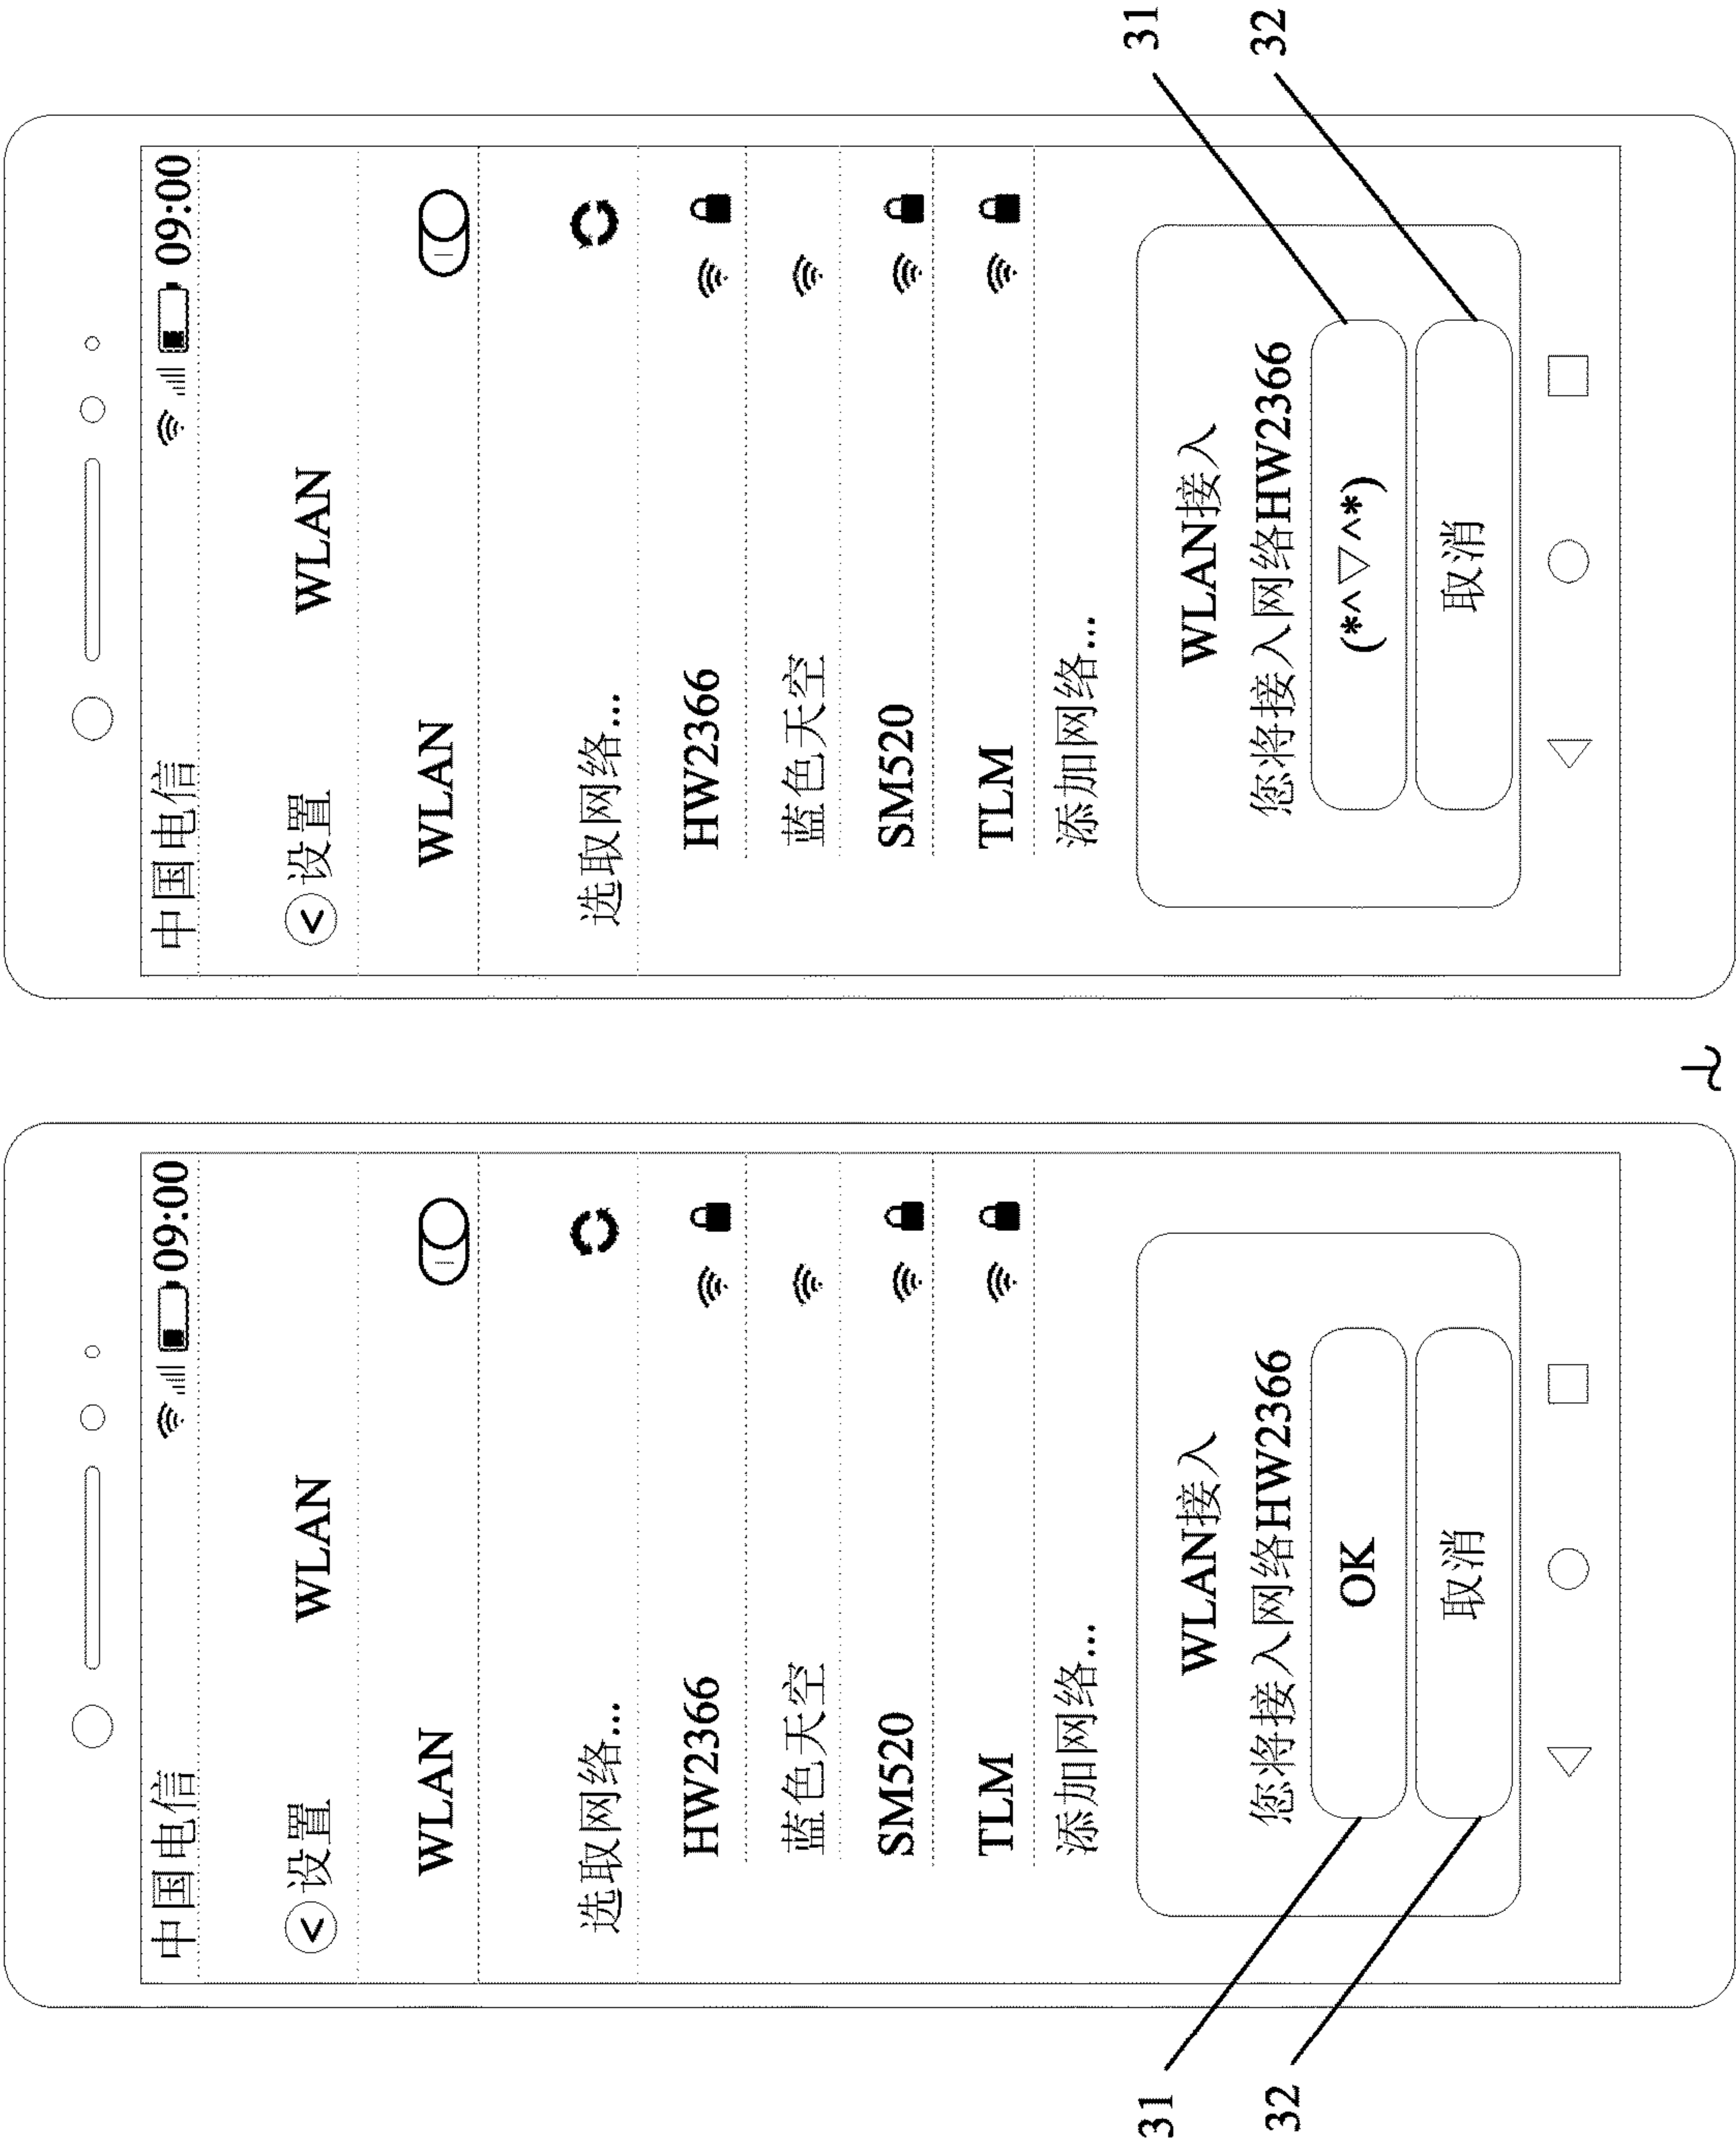 中国电信 09:00
< 设置 WLAN
WLAN
选取网络...
HW2366
蓝色天空
SM520
TLM
添加网络...
WLAN接入
您将接入网络HW2366
OK
取消
31
32
中国电信 09:00
< 设置 WLAN
WLAN
选取网络...
HW2366
蓝色天空
SM520
TLM
添加网络...
WLAN接入
您将接入网络HW2366
(*^▽^*)
取消
31
32